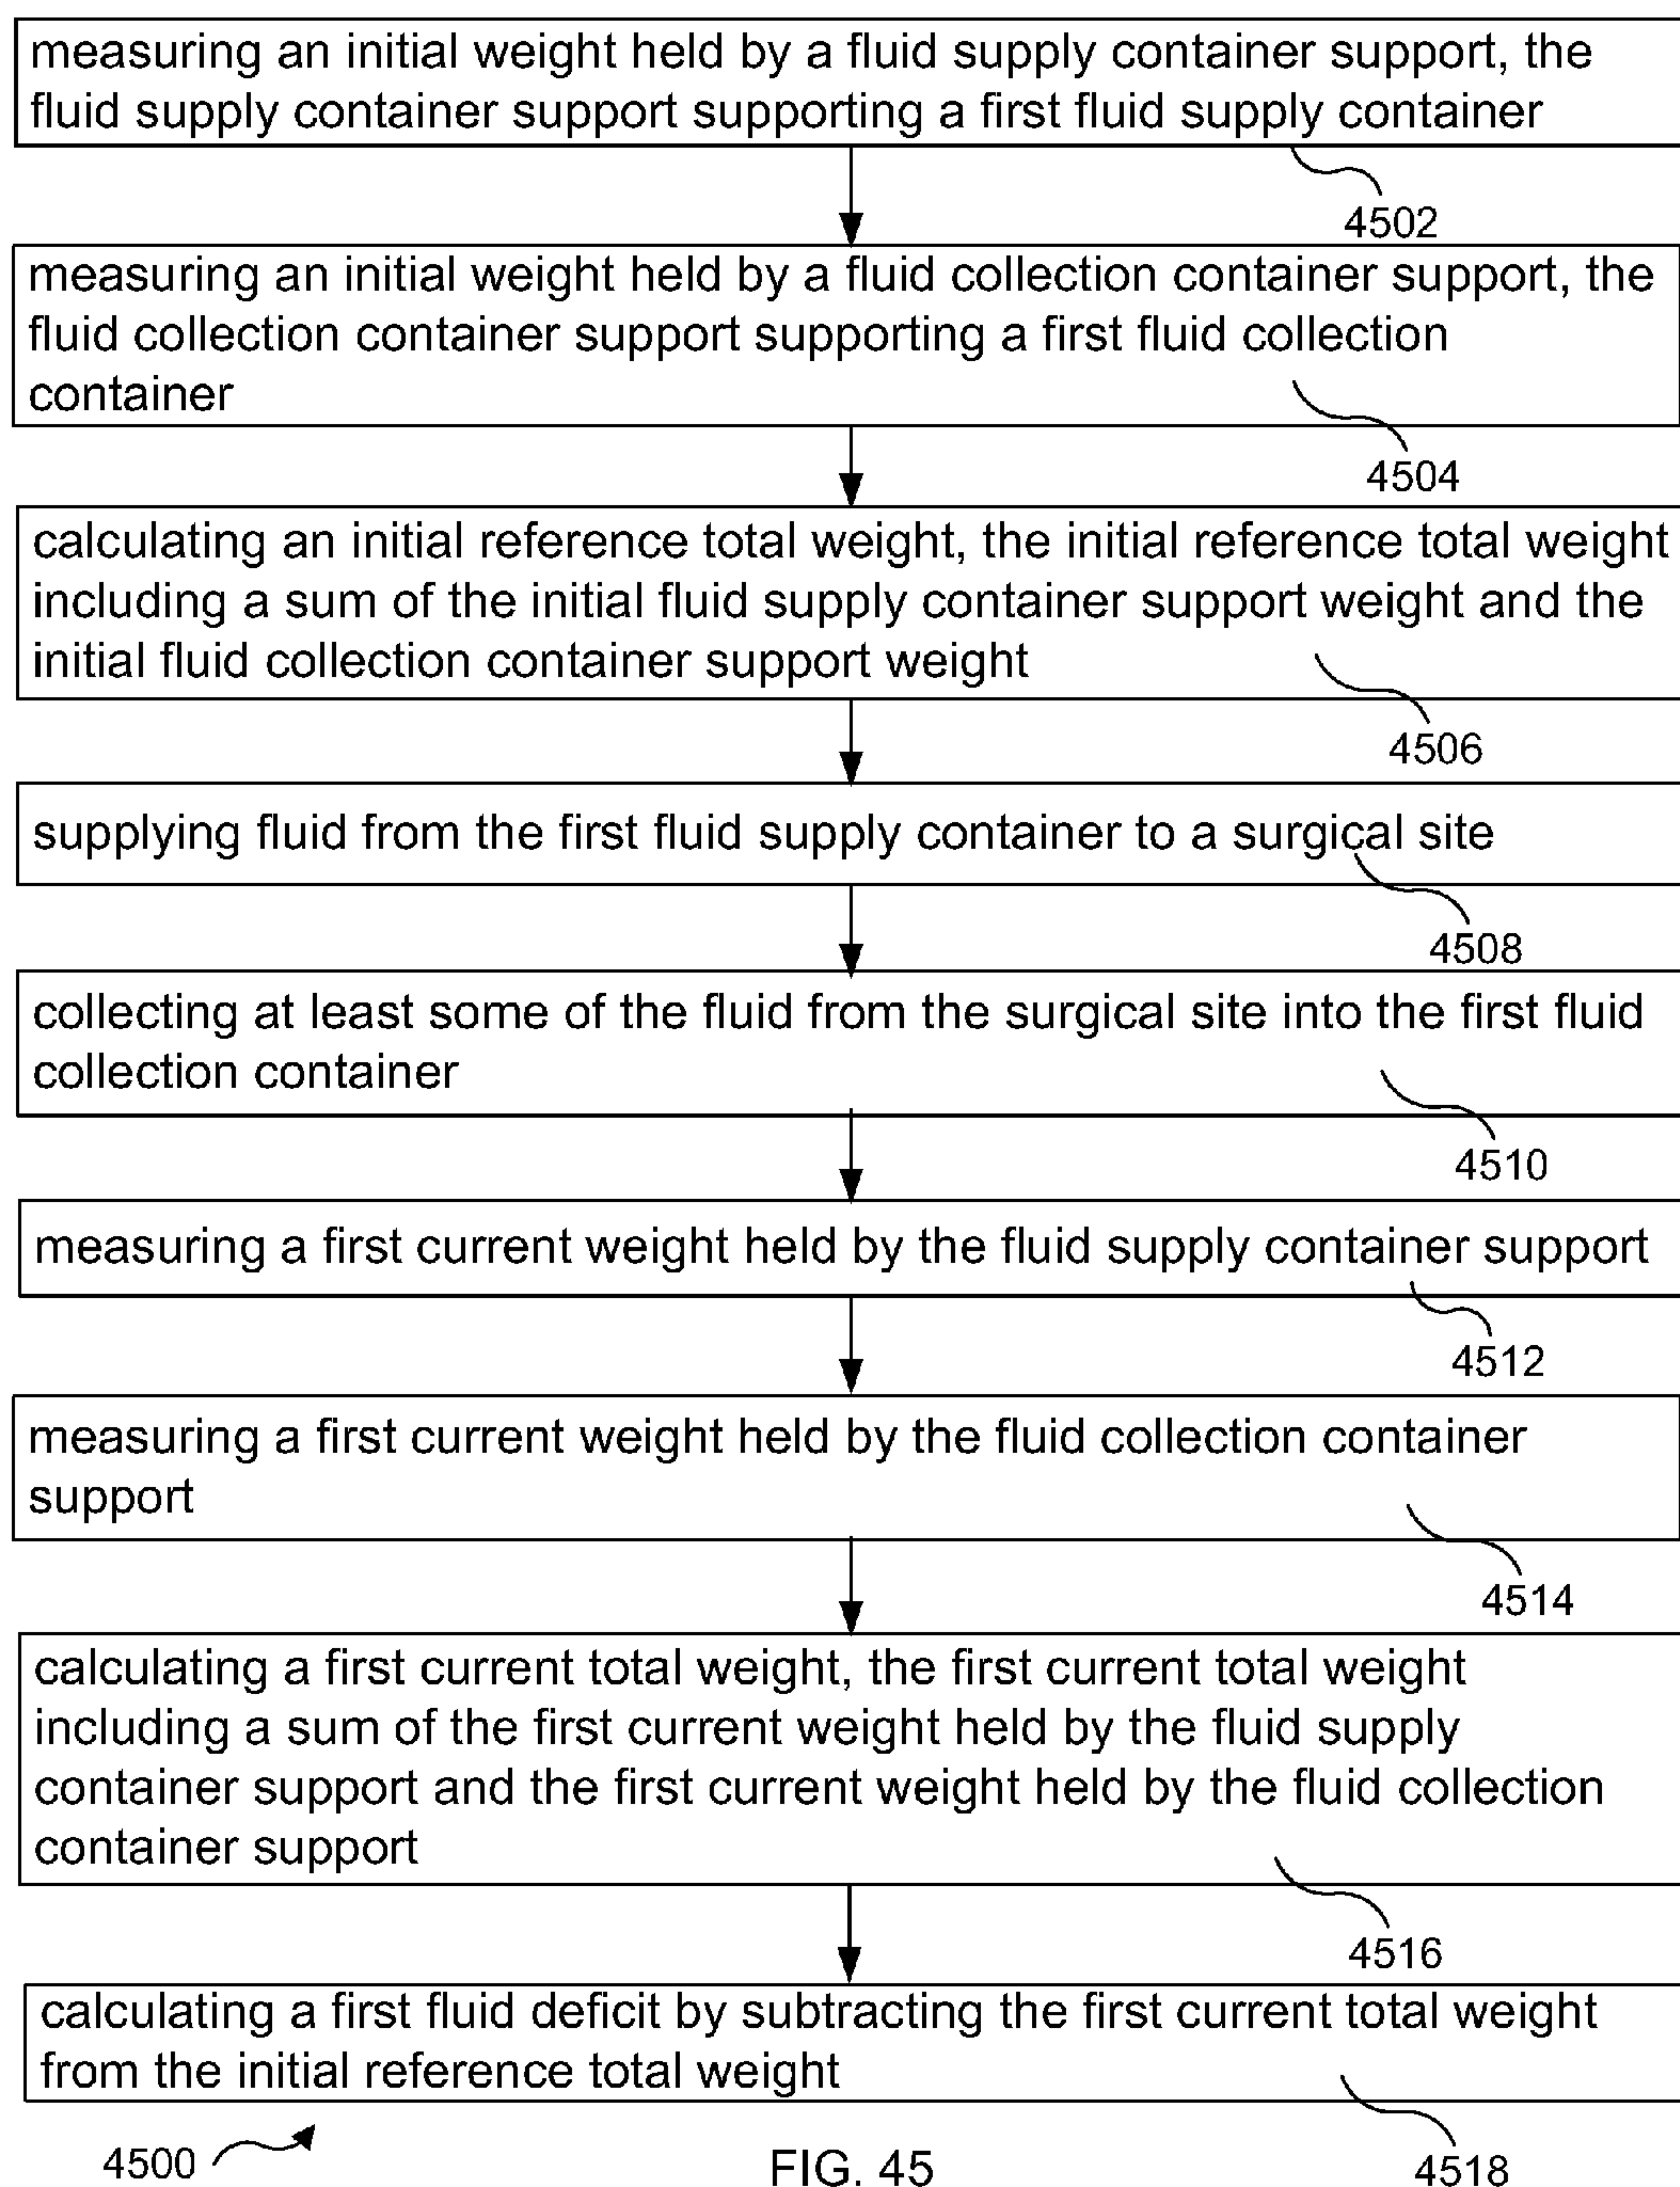 measuring an initial weight held by a fluid supply container support, the
fluid supply container support supporting a first fluid supply container
4502
measuring an initial weight held by a fluid collection container support, the
fluid collection container support supporting a first fluid collection
container
4504
calculating an initial reference total weight, the initial reference total weight
including a sum of the initial fluid supply container support weight and the
initial fluid collection container support weight
4506
supplying fluid from the first fluid supply container to a surgical site
4508
collecting at least some of the fluid from the surgical site into the first fluid
collection container
4510
measuring a first current weight held by the fluid supply container support
4512
measuring a first current weight held by the fluid collection container
support
4514
calculating a first current total weight, the first current total weight
including a sum of the first current weight held by the fluid supply
container support and the first current weight held by the fluid collection
container support
4516
calculating a first fluid deficit by subtracting the first current total weight
from the initial reference total weight
4518
4500
FIG. 45